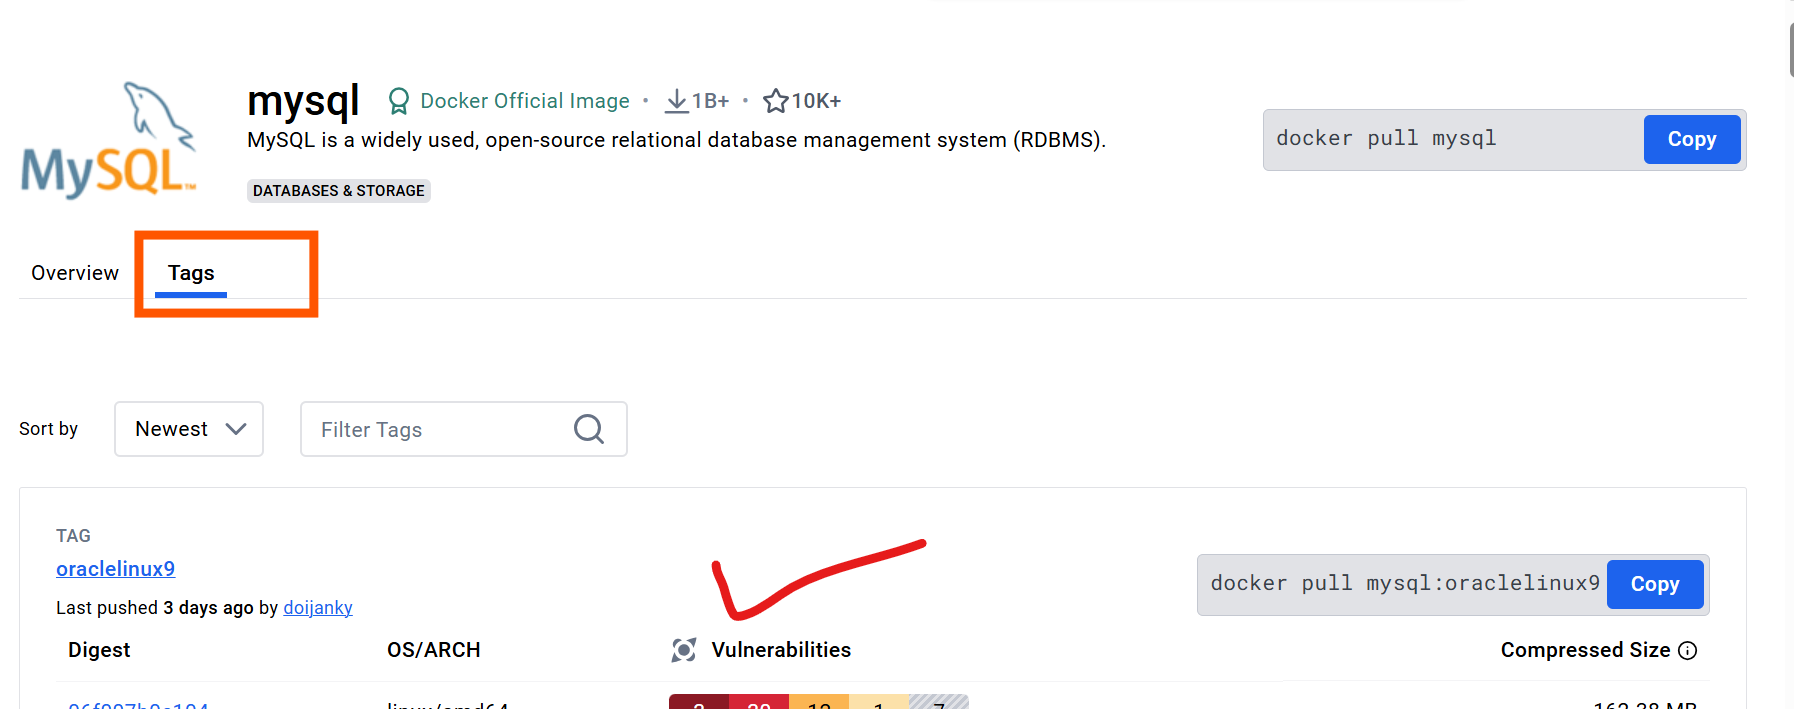 MySQL™
mysql Docker Official Image • 1B+ • 10K+
MySQL is a widely used, open-source relational database management system (RDBMS).
DATABASES & STORAGE
docker pull mysql Copy
Overview Tags
Sort by Newest Filter Tags
TAG
oraclelinux9
Last pushed 3 days ago by doijanky
docker pull mysql:oraclelinux9 Copy
Digest OS/ARCH Vulnerabilities Compressed Size